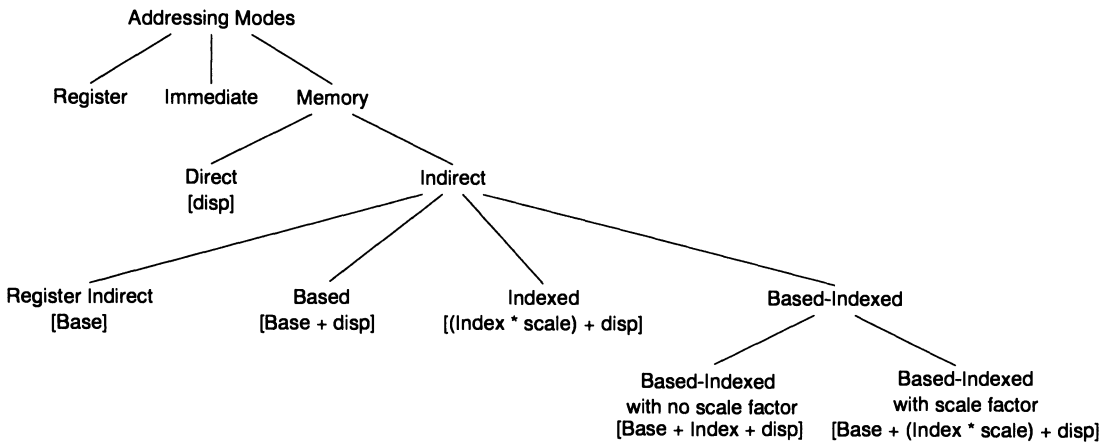 Addressing Modes
Register Immediate Memory
Direct
[disp]
Indirect
Register Indirect
[Base]
Based
[Base + disp]
Indexed
[(Index * scale) + disp]
Based-Indexed
Based-Indexed
with no scale factor
[Base + Index + disp]
Based-Indexed
with scale factor
[Base + (Index * scale) + disp]